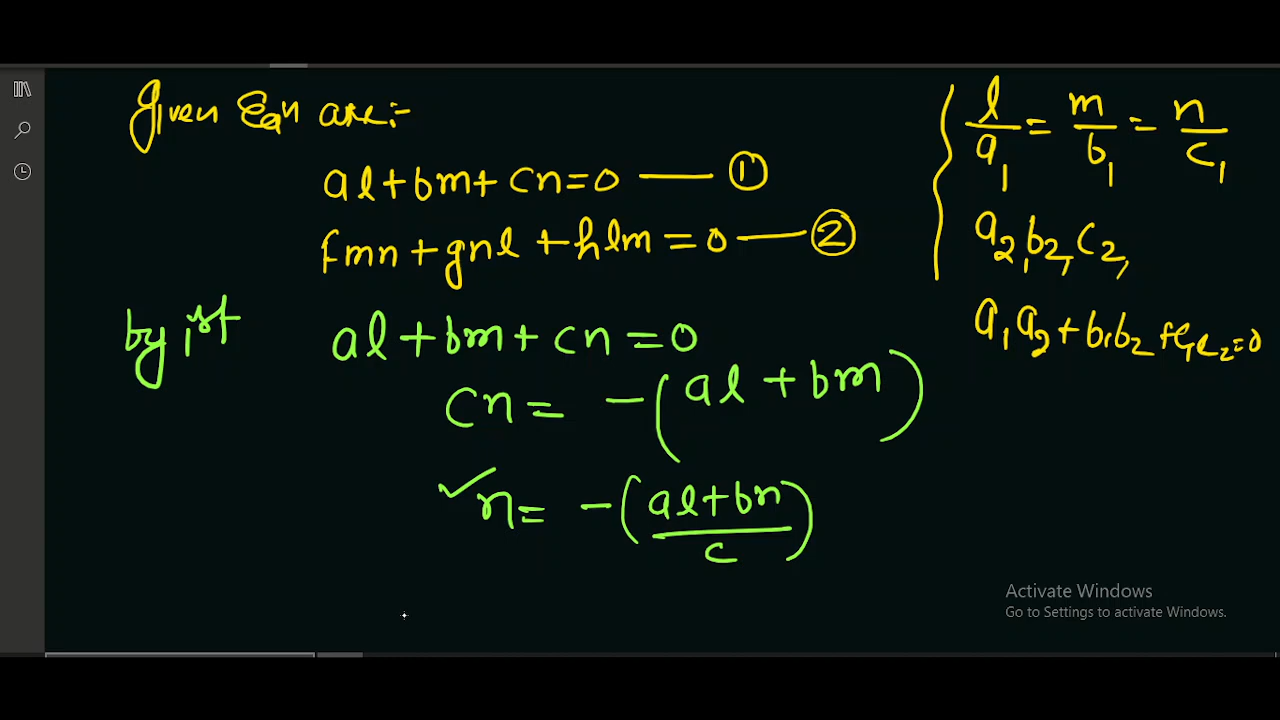 Given Eqn are:-
al+bm+cn=0 —— ①
fmn+gnl+hlm=0 —— ②
by 1st al+bm+cn=0
cn= -(al+bm)
✓n= -(al+bn/c)
l/a₁ = m/b₁ = n/c₁
a₂,b₂,c₂,
a₁a₂+b₁b₂+c₁c₂=0
Activate Windows
Go to Settings to activate Windows.